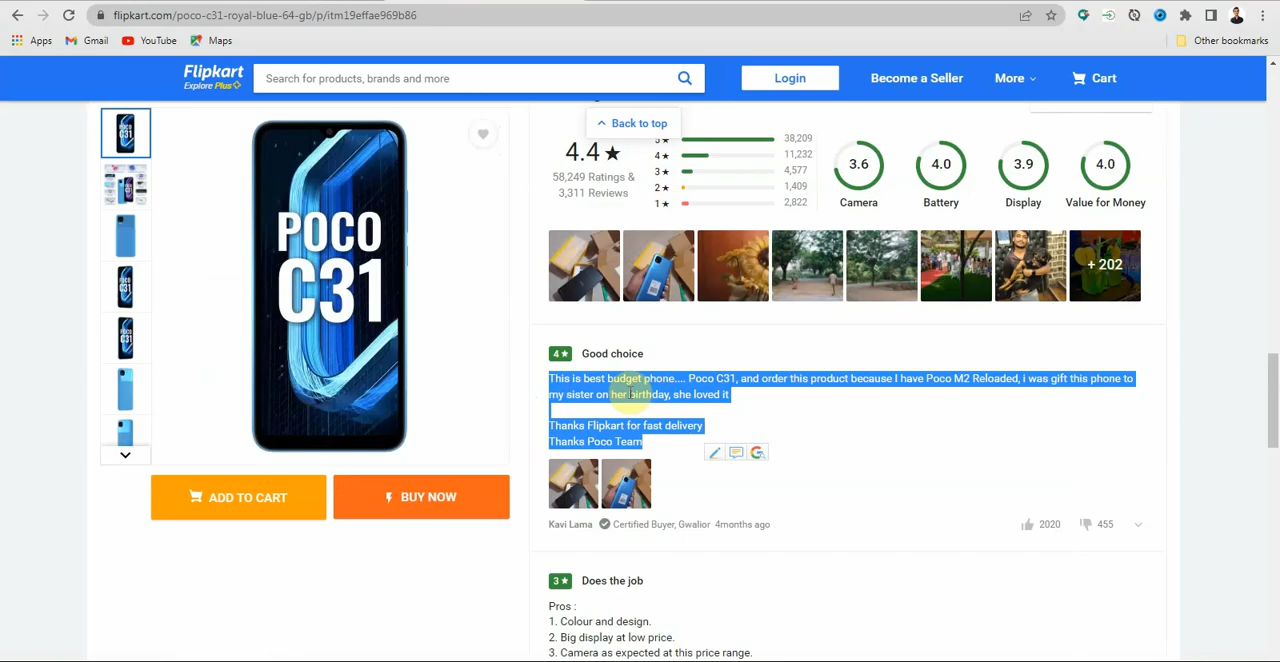 flipkart.com/poco-c31-royal-blue-64-gb/p/itm19effae969b86
Apps Gmail YouTube Maps Other bookmarks
Flipkart
Explore Plus
Search for products, brands and more
Login
Become a Seller
More
Cart
Back to top
POCO
C31
ADD TO CART
BUY NOW
4.4★
58,249 Ratings &
3,311 Reviews
5★ 38,209
4★ 11,232
3★ 4,577
2★ 1,409
1★ 2,822
3.6 4.0 3.9 4.0
Camera Battery Display Value for Money
+ 202
4★ Good choice
This is best budget phone.... Poco C31, and order this product because I have Poco M2 Reloaded, i was gift this phone to
my sister on her birthday, she loved it
Thanks Flipkart for fast delivery
Thanks Poco Team
Kavi Lama Certified Buyer, Gwalior 4months ago 2020 455
3★ Does the job
Pros :
1. Colour and design.
2. Big display at low price.
3. Camera as expected at this price range.